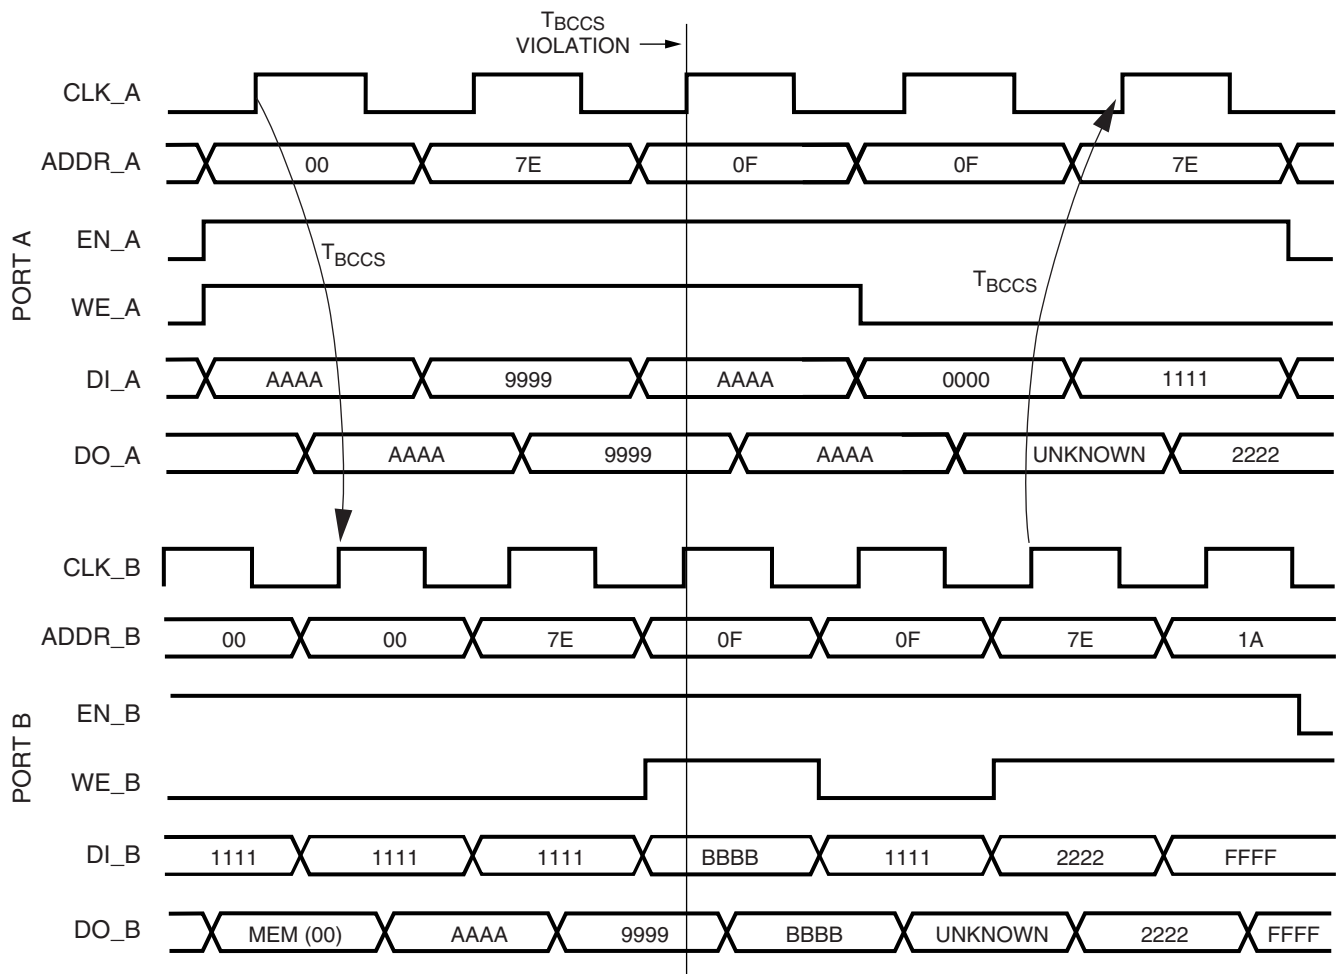 TBCCS
VIOLATION
CLK_A
ADDR_A 00 7E 0F 0F 7E
PORT A
EN_A
TBCCS
TBCCS
WE_A
DI_A AAAA 9999 AAAA 0000 1111
DO_A AAAA 9999 AAAA UNKNOWN 2222
CLK_B
ADDR_B 00 00 7E 0F 0F 7E 1A
PORT B
EN_B
WE_B
DI_B 1111 1111 1111 BBBB 1111 2222 FFFF
DO_B MEM (00) AAAA 9999 BBBB UNKNOWN 2222 FFFF